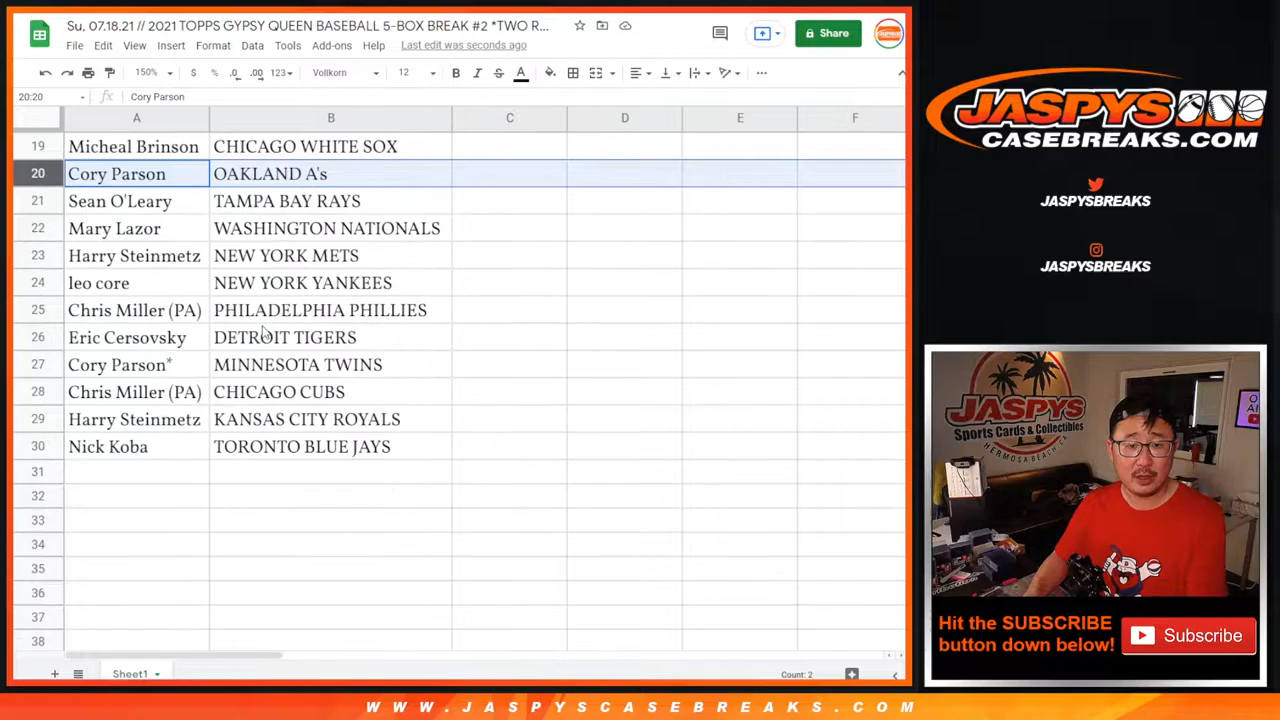 Su, 07.18.21 // 2021 TOPPS GYPSY QUEEN BASEBALL 5-BOX BREAK #2 *TWO R...
File Edit View Insert Format Data Tools Add-ons Help Last edit was seconds ago
Share
150% $ % .0 .00 123 Vollkorn 12 B I S A
20:20 fx Cory Parson
A B C D E F
19 Micheal Brinson CHICAGO WHITE SOX
20 Cory Parson OAKLAND A's
21 Sean O'Leary TAMPA BAY RAYS
22 Mary Lazor WASHINGTON NATIONALS
23 Harry Steinmetz NEW YORK METS
24 leo core NEW YORK YANKEES
25 Chris Miller (PA) PHILADELPHIA PHILLIES
26 Eric Cersovsky DETROIT TIGERS
27 Cory Parson* MINNESOTA TWINS
28 Chris Miller (PA) CHICAGO CUBS
29 Harry Steinmetz KANSAS CITY ROYALS
30 Nick Koba TORONTO BLUE JAYS
31
32
33
34
35
36
37
38
Sheet1
Count: 2
JASPYS
CASEBREAKS.COM
JASPYSBREAKS
JASPYSBREAKS
JASPYS
Sports Cards & Collectibles
HERMOSA BEACH
Hit the SUBSCRIBE
button down below!
Subscribe
WWW.JASPYSCASEBREAKS.COM